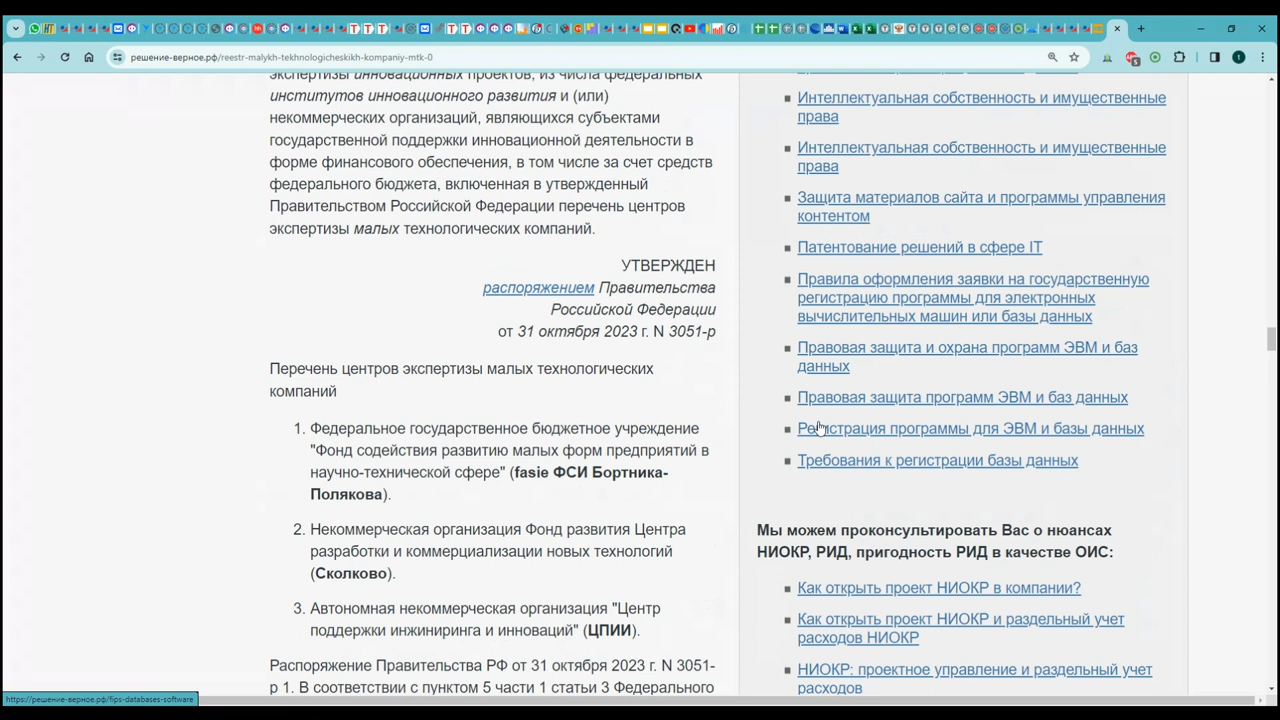 решение-верное.рф/reestr-malykh-tekhnologicheskikh-kompaniy-mtk-0
экспертизы инновационных проектов, из числа федеральных
институтов инновационного развития и (или)
некоммерческих организаций, являющихся субъектами
государственной поддержки инновационной деятельности в
форме финансового обеспечения, в том числе за счет средств
федерального бюджета, включенная в утвержденный
Правительством Российской Федерации перечень центров
экспертизы малых технологических компаний.
УТВЕРЖДЕН
распоряжением Правительства
Российской Федерации
от 31 октября 2023 г. N 3051-р
Перечень центров экспертизы малых технологических
компаний
1. Федеральное государственное бюджетное учреждение
"Фонд содействия развитию малых форм предприятий в
научно-технической сфере" (fasie ФСИ Бортника-
Полякова).
2. Некоммерческая организация Фонд развития Центра
разработки и коммерциализации новых технологий
(Сколково).
3. Автономная некоммерческая организация "Центр
поддержки инжиниринга и инноваций" (ЦПИИ).
Распоряжение Правительства РФ от 31 октября 2023 г. N 3051-
р 1. В соответствии с пунктом 5 части 1 статьи 3 Федерального
Интеллектуальная собственность и имущественные
права
Интеллектуальная собственность и имущественные
права
Защита материалов сайта и программы управления
контентом
Патентование решений в сфере IT
Правила оформления заявки на государственную
регистрацию программы для электронных
вычислительных машин или базы данных
Правовая защита и охрана программ ЭВМ и баз
данных
Правовая защита программ ЭВМ и баз данных
Регистрация программы для ЭВМ и базы данных
Требования к регистрации базы данных
Мы можем проконсультировать Вас о нюансах
НИОКР, РИД, пригодность РИД в качестве ОИС:
Как открыть проект НИОКР в компании?
Как открыть проект НИОКР и раздельный учет
расходов НИОКР
НИОКР: проектное управление и раздельный учет
расходов
https://решение-верное.рф/fips-databases-software